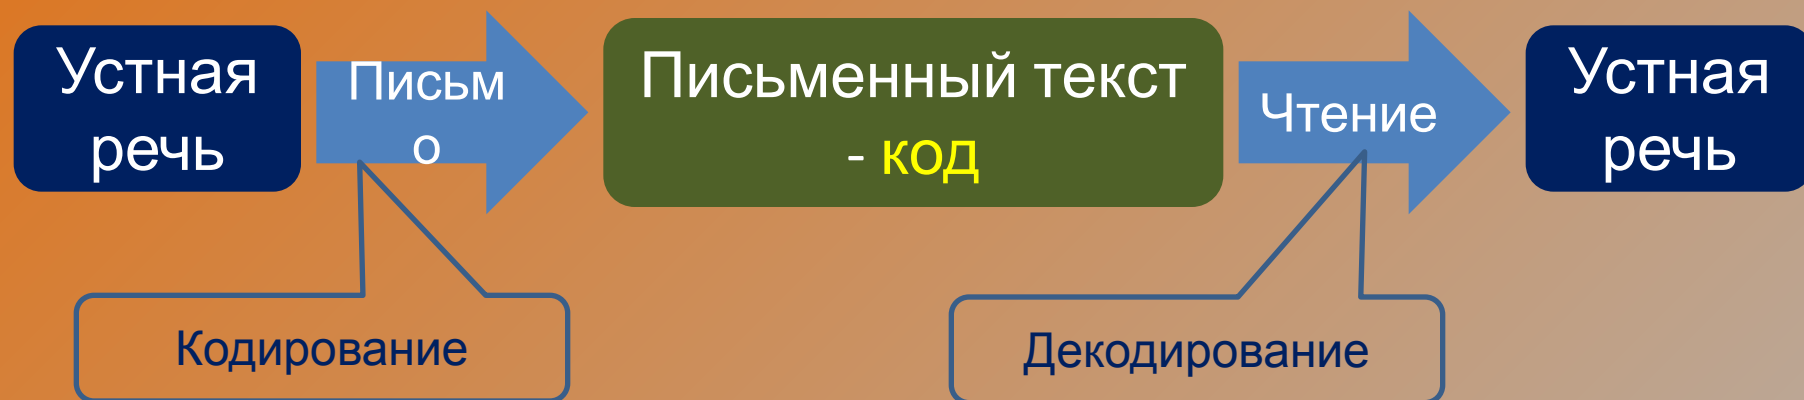 Устная
речь
Письм
о
Письменный текст
- код
Чтение
Устная
речь
Кодирование
Декодирование